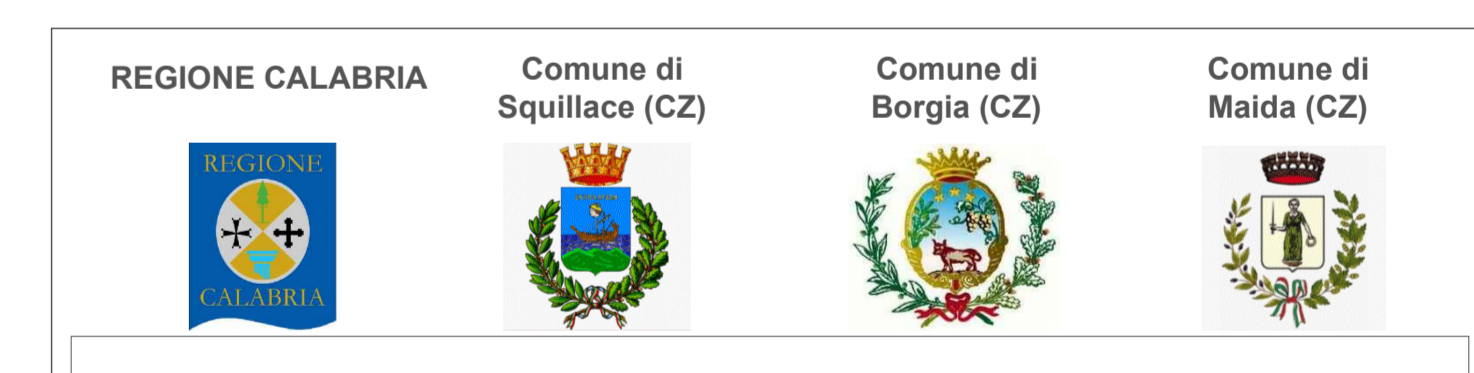 REGIONE CALABRIA
Comune di
Squillace (CZ)
Comune di
Borgia (CZ)
Comune di
Maida (CZ)
REGIONE
CALABRIA